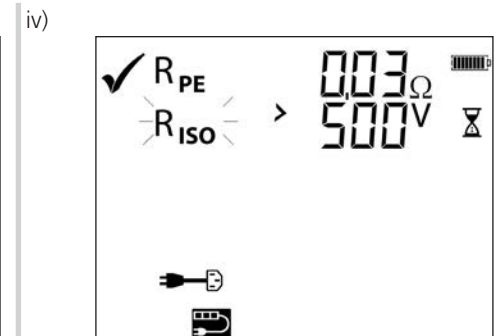 iv)
✓ R PE 0.03 Ω
R ISO > 500 V